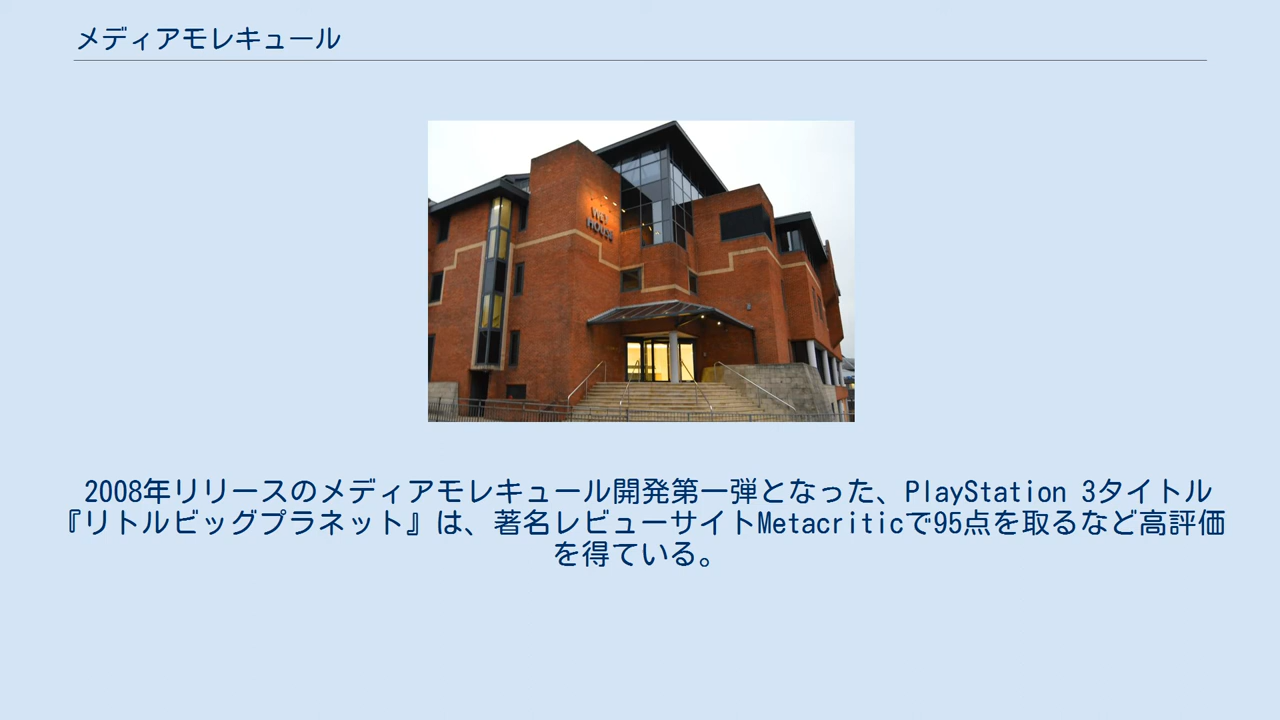 メディアモレキュール
WEY
HOUSE
2008年リリースのメディアモレキュール開発第一弾となった、PlayStation 3タイトル
『リトルビッグプラネット』は、著名レビューサイトMetacriticで95点を取るなど高評価
を得ている。